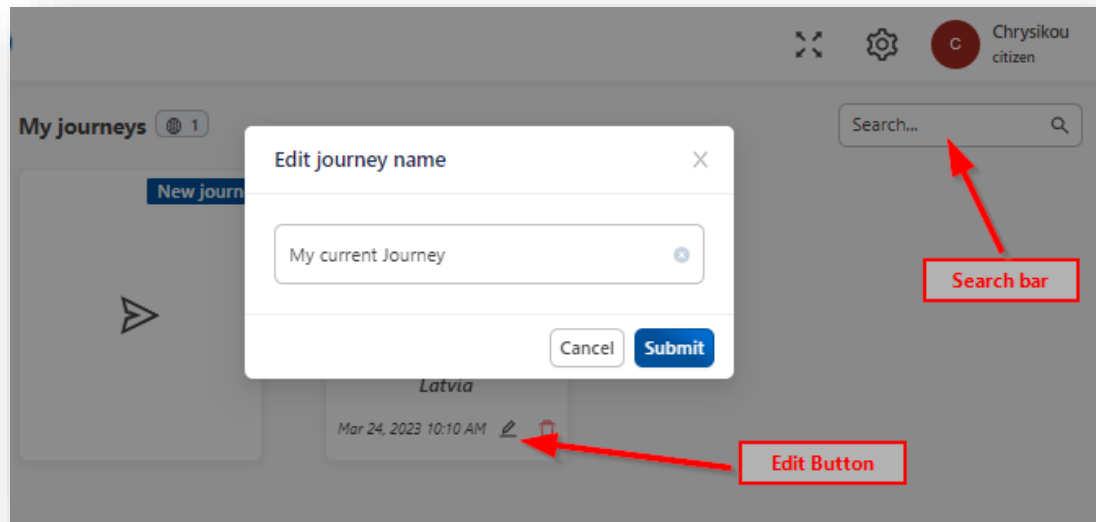 Chrysikou
C
citizen
My journeys 1
Search...
Edit journey name
New journ
My current Journey
Search bar
Cancel Submit
Latvia
Mar 24, 2023 10:10 AM
Edit Button